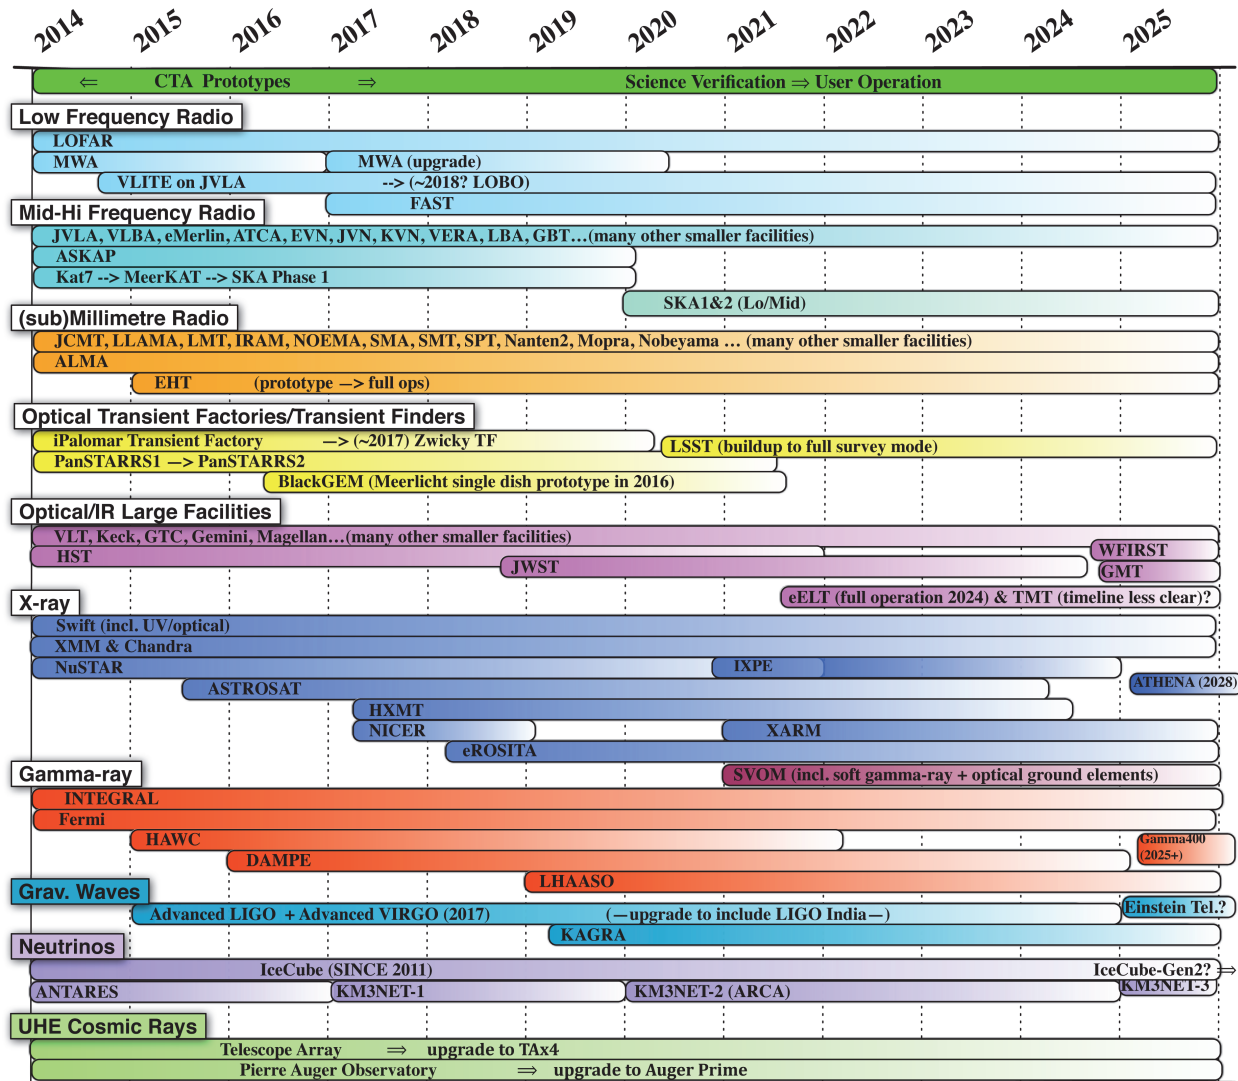 2014 2015 2016 2017 2018 2019 2020 2021 2022 2023 2024 2025
⇐ CTA Prototypes ⇒ Science Verification ⇒ User Operation
Low Frequency Radio
LOFAR
MWA MWA (upgrade)
VLITE on JVLA --> (~2018? LOBO)
FAST
Mid-Hi Frequency Radio
JVLA, VLBA, eMerlin, ATCA, EVN, JVN, KVN, VERA, LBA, GBT…(many other smaller facilities)
ASKAP
Kat7 --> MeerKAT --> SKA Phase 1
SKA1&2 (Lo/Mid)
(sub)Millimetre Radio
JCMT, LLAMA, LMT, IRAM, NOEMA, SMA, SMT, SPT, Nanten2, Mopra, Nobeyama … (many other smaller facilities)
ALMA
EHT (prototype —> full ops)
Optical Transient Factories/Transient Finders
iPalomar Transient Factory —> (~2017) Zwicky TF
LSST (buildup to full survey mode)
PanSTARRS1 —> PanSTARRS2
BlackGEM (Meerlicht single dish prototype in 2016)
Optical/IR Large Facilities
VLT, Keck, GTC, Gemini, Magellan…(many other smaller facilities)
HST WFIRST
JWST GMT
eELT (full operation 2024) & TMT (timeline less clear)?
X-ray
Swift (incl. UV/optical)
XMM & Chandra
NuSTAR IXPE
ATHENA (2028)
ASTROSAT
HXMT
NICER XARM
eROSITA
Gamma-ray
SVOM (incl. soft gamma-ray + optical ground elements)
INTEGRAL
Fermi
HAWC Gamma400
(2025+)
DAMPE
LHAASO
Grav. Waves
Einstein Tel.?
Advanced LIGO + Advanced VIRGO (2017) (—upgrade to include LIGO India—)
KAGRA
Neutrinos
IceCube (SINCE 2011) IceCube-Gen2? ⇒
ANTARES KM3NET-1 KM3NET-2 (ARCA) KM3NET-3
UHE Cosmic Rays
Telescope Array ⇒ upgrade to TAx4
Pierre Auger Observatory ⇒ upgrade to Auger Prime